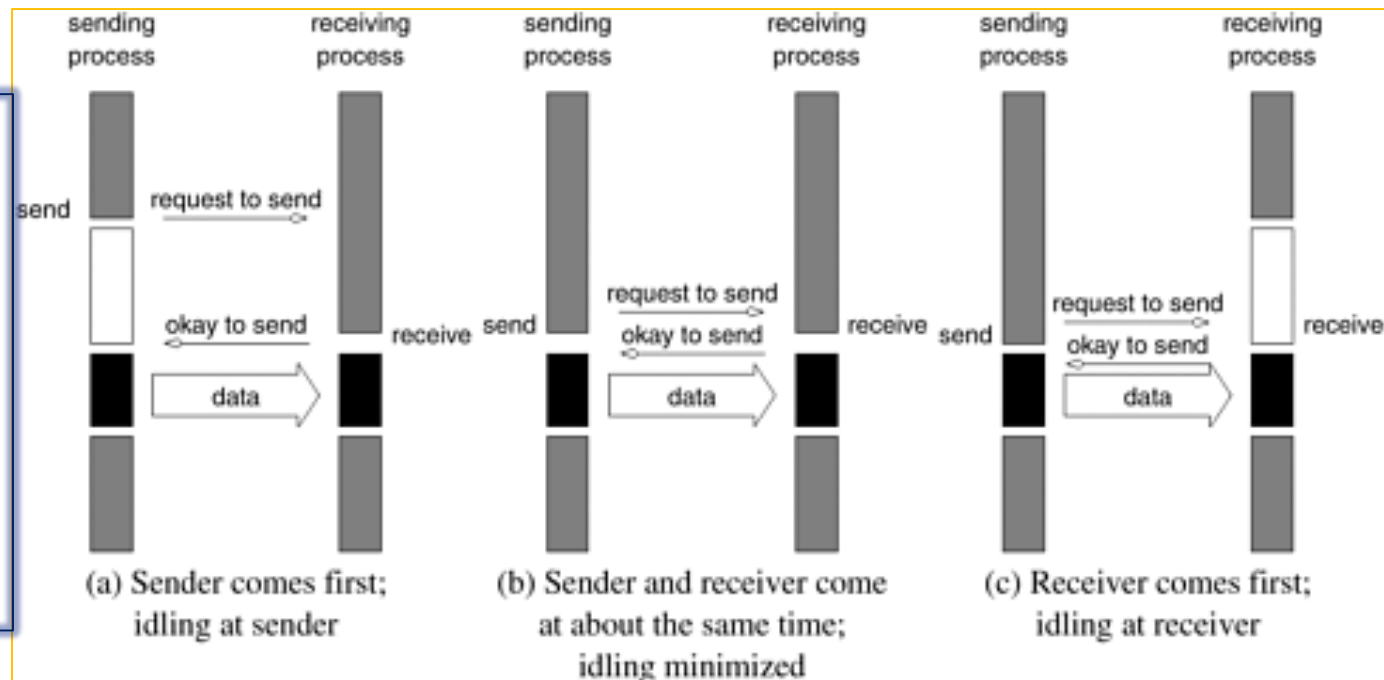 sending process
receiving process
send
request to send
okay to send
receive
data
(a) Sender comes first;
idling at sender
sending process
receiving process
send
request to send
okay to send
receive
data
(b) Sender and receiver come
at about the same time;
idling minimized
sending process
receiving process
send
request to send
okay to send
receive
data
(c) Receiver comes first;
idling at receiver